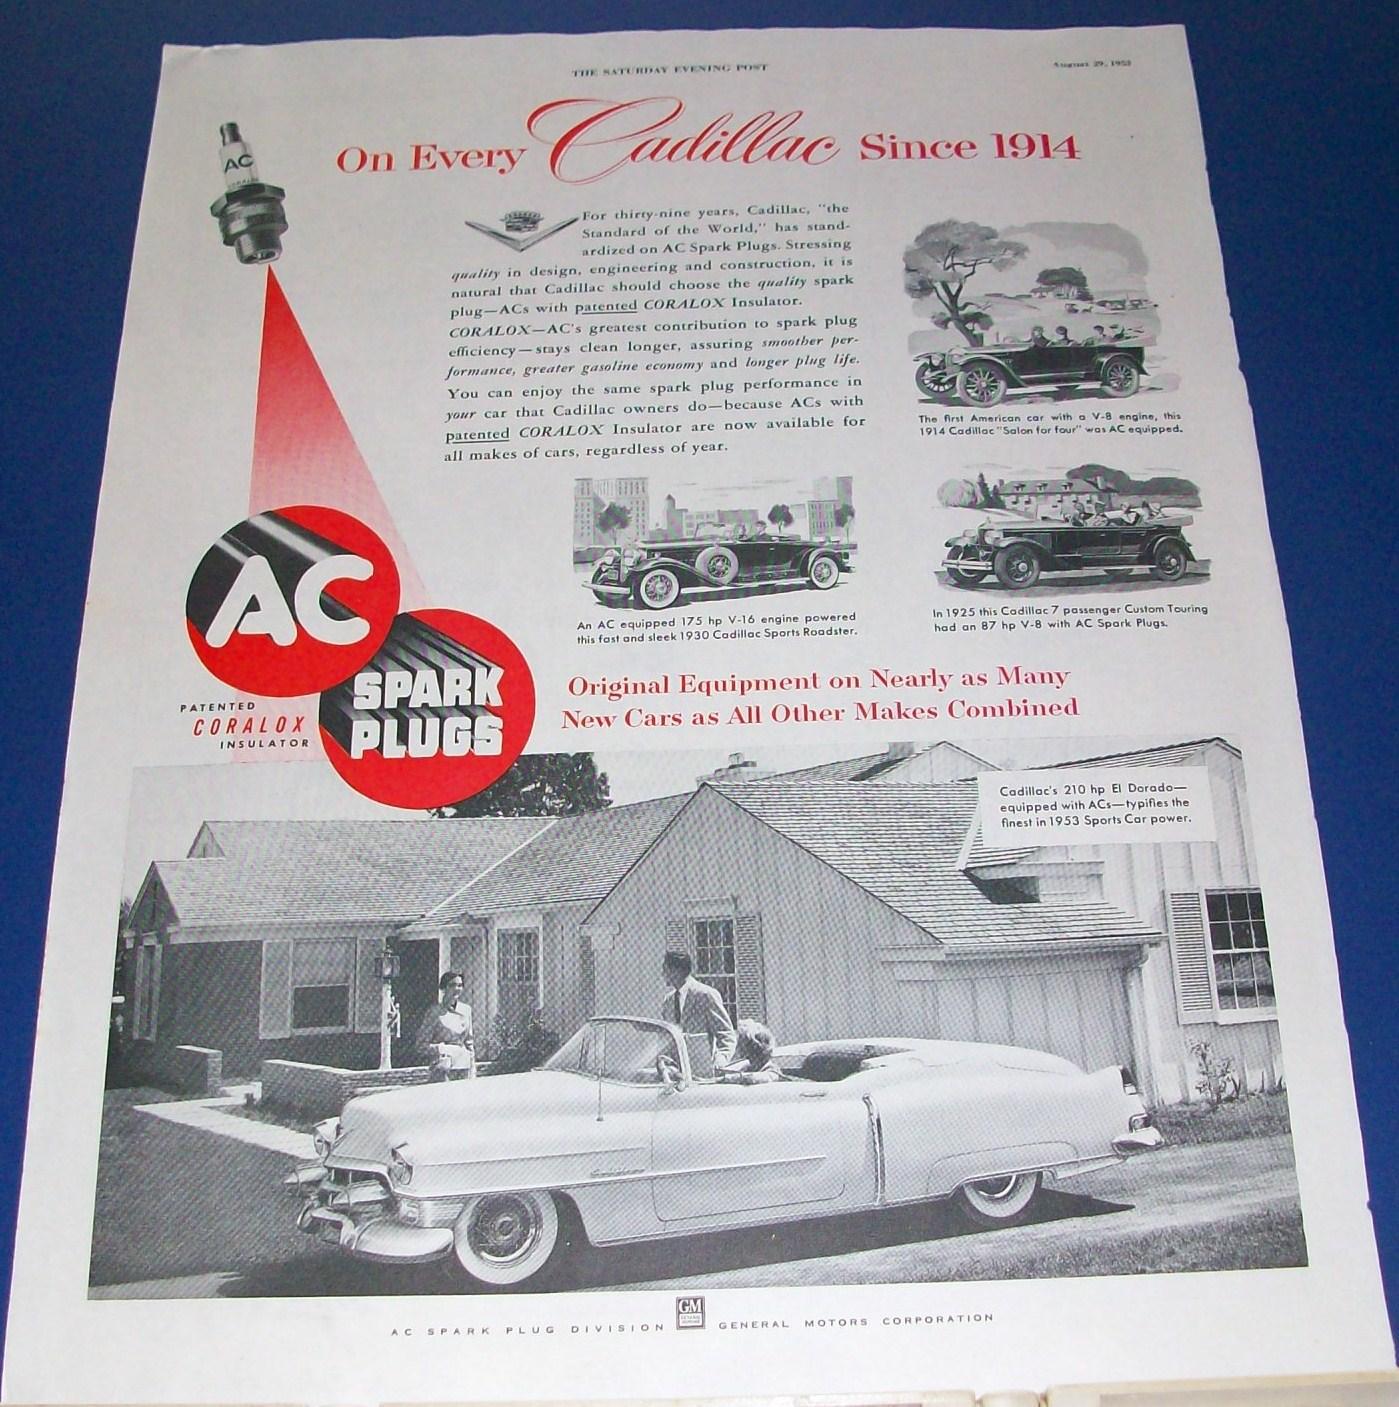 THE SATURDAY EVENING POST
August 29, 1953
On Every Cadillac Since 1914
AC
CORALOX
For thirty-nine years, Cadillac, "the
Standard of the World," has stand-
ardized on AC Spark Plugs. Stressing
quality in design, engineering and construction, it is
natural that Cadillac should choose the quality spark
plug—ACs with patented CORALOX Insulator.
CORALOX—AC's greatest contribution to spark plug
efficiency—stays clean longer, assuring smoother per-
formance, greater gasoline economy and longer plug life.
You can enjoy the same spark plug performance in
your car that Cadillac owners do—because ACs with
patented CORALOX Insulator are now available for
all makes of cars, regardless of year.
The first American car with a V-8 engine, this
1914 Cadillac "Salon for four" was AC equipped.
An AC equipped 175 hp V-16 engine powered
this fast and sleek 1930 Cadillac Sports Roadster.
In 1925 this Cadillac 7 passenger Custom Touring
had an 87 hp V-8 with AC Spark Plugs.
AC
SPARK
PLUGS
PATENTED
CORALOX
INSULATOR
Original Equipment on Nearly as Many
New Cars as All Other Makes Combined
Cadillac's 210 hp El Dorado—
equipped with ACs—typifies the
finest in 1953 Sports Car power.
AC SPARK PLUG DIVISION GM GENERAL MOTORS CORPORATION